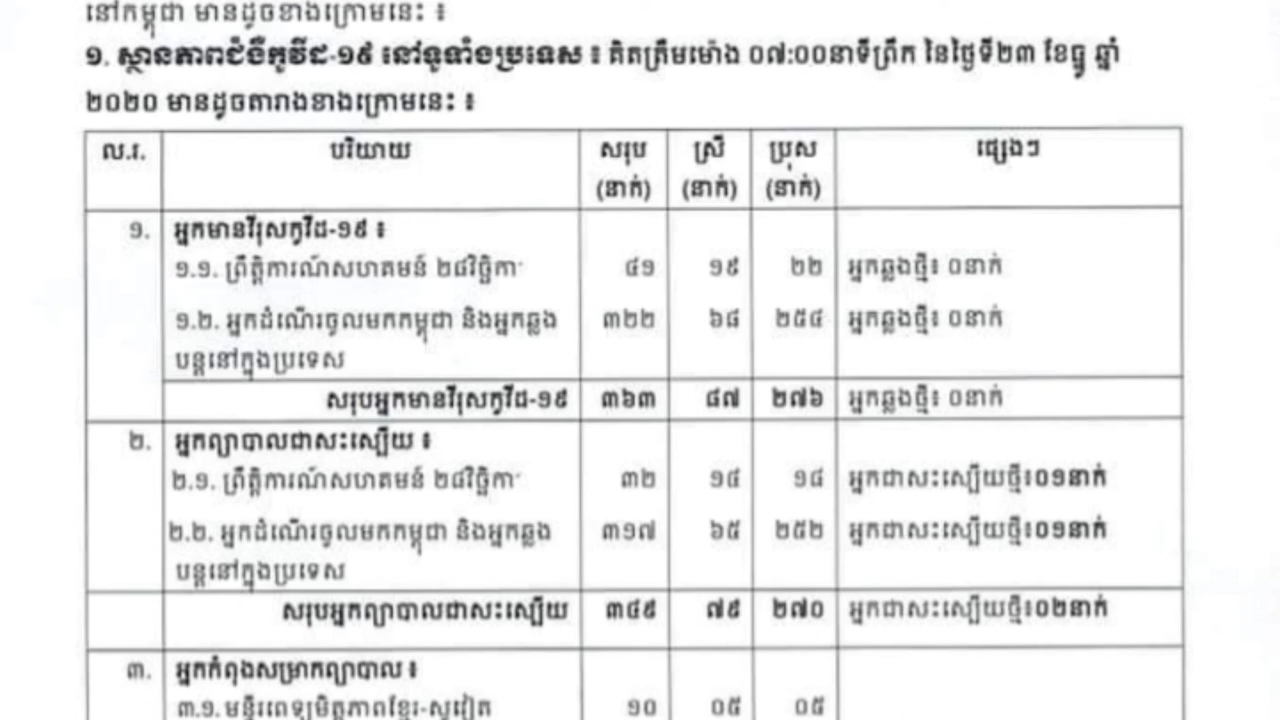 នៅកម្ពុជា មានដូចខាងក្រោមនេះ ៖
១. ស្ថានភាពជំងឺកូវីដ-១៩ នៅទូទាំងប្រទេស ៖ គិតត្រឹមម៉ោង ០៧:០០នាទីព្រឹក នៃថ្ងៃទី២៣ ខែធ្នូ ឆ្នាំ
២០២០ មានដូចតារាងខាងក្រោមនេះ ៖
ល.រ. បរិយាយ សរុប ស្រី ប្រុស ផ្សេងៗ
(នាក់) (នាក់) (នាក់)
១. អ្នកមានវីរុសកូវីដ-១៩ ៖
១.១. ព្រឹត្តិការណ៍សហគមន៍ ២៨វិច្ឆិកា ៤១ ១៩ ២២ អ្នកឆ្លងថ្មី៖ ០នាក់
១.២. អ្នកដំណើរចូលមកកម្ពុជា និងអ្នកឆ្លង ៣២២ ៦៨ ២៥៤ អ្នកឆ្លងថ្មី៖ ០នាក់
បន្តនៅក្នុងប្រទេស
សរុបអ្នកមានវីរុសកូវីដ-១៩ ៣៦៣ ៨៧ ២៧៦ អ្នកឆ្លងថ្មី៖ ០នាក់
២. អ្នកព្យាបាលជាសះស្បើយ ៖
២.១. ព្រឹត្តិការណ៍សហគមន៍ ២៨វិច្ឆិកា ៣២ ១៤ ១៨ អ្នកជាសះស្បើយថ្មី៖០១នាក់
២.២. អ្នកដំណើរចូលមកកម្ពុជា និងអ្នកឆ្លង ៣១៧ ៦៥ ២៥២ អ្នកជាសះស្បើយថ្មី៖០១នាក់
បន្តនៅក្នុងប្រទេស
សរុបអ្នកព្យាបាលជាសះស្បើយ ៣៤៩ ៧៩ ២៧០ អ្នកជាសះស្បើយថ្មី៖០២នាក់
៣. អ្នកកំពុងសម្រាកព្យាបាល ៖
៣.១. មន្ទីរពេទ្យមិត្តភាពខ្មែរ-សូវៀត ១០ ០៥ ០៥